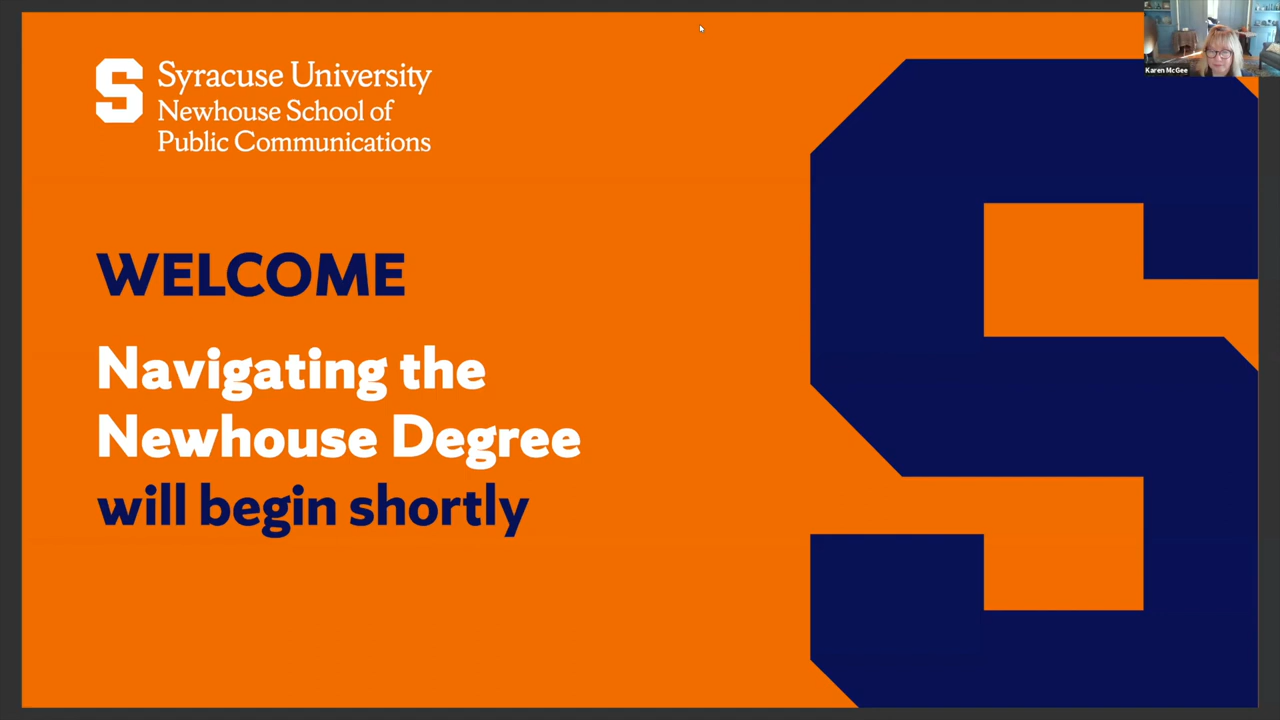 Syracuse University
Newhouse School of
Public Communications
WELCOME
Navigating the
Newhouse Degree
will begin shortly
Karen McGee